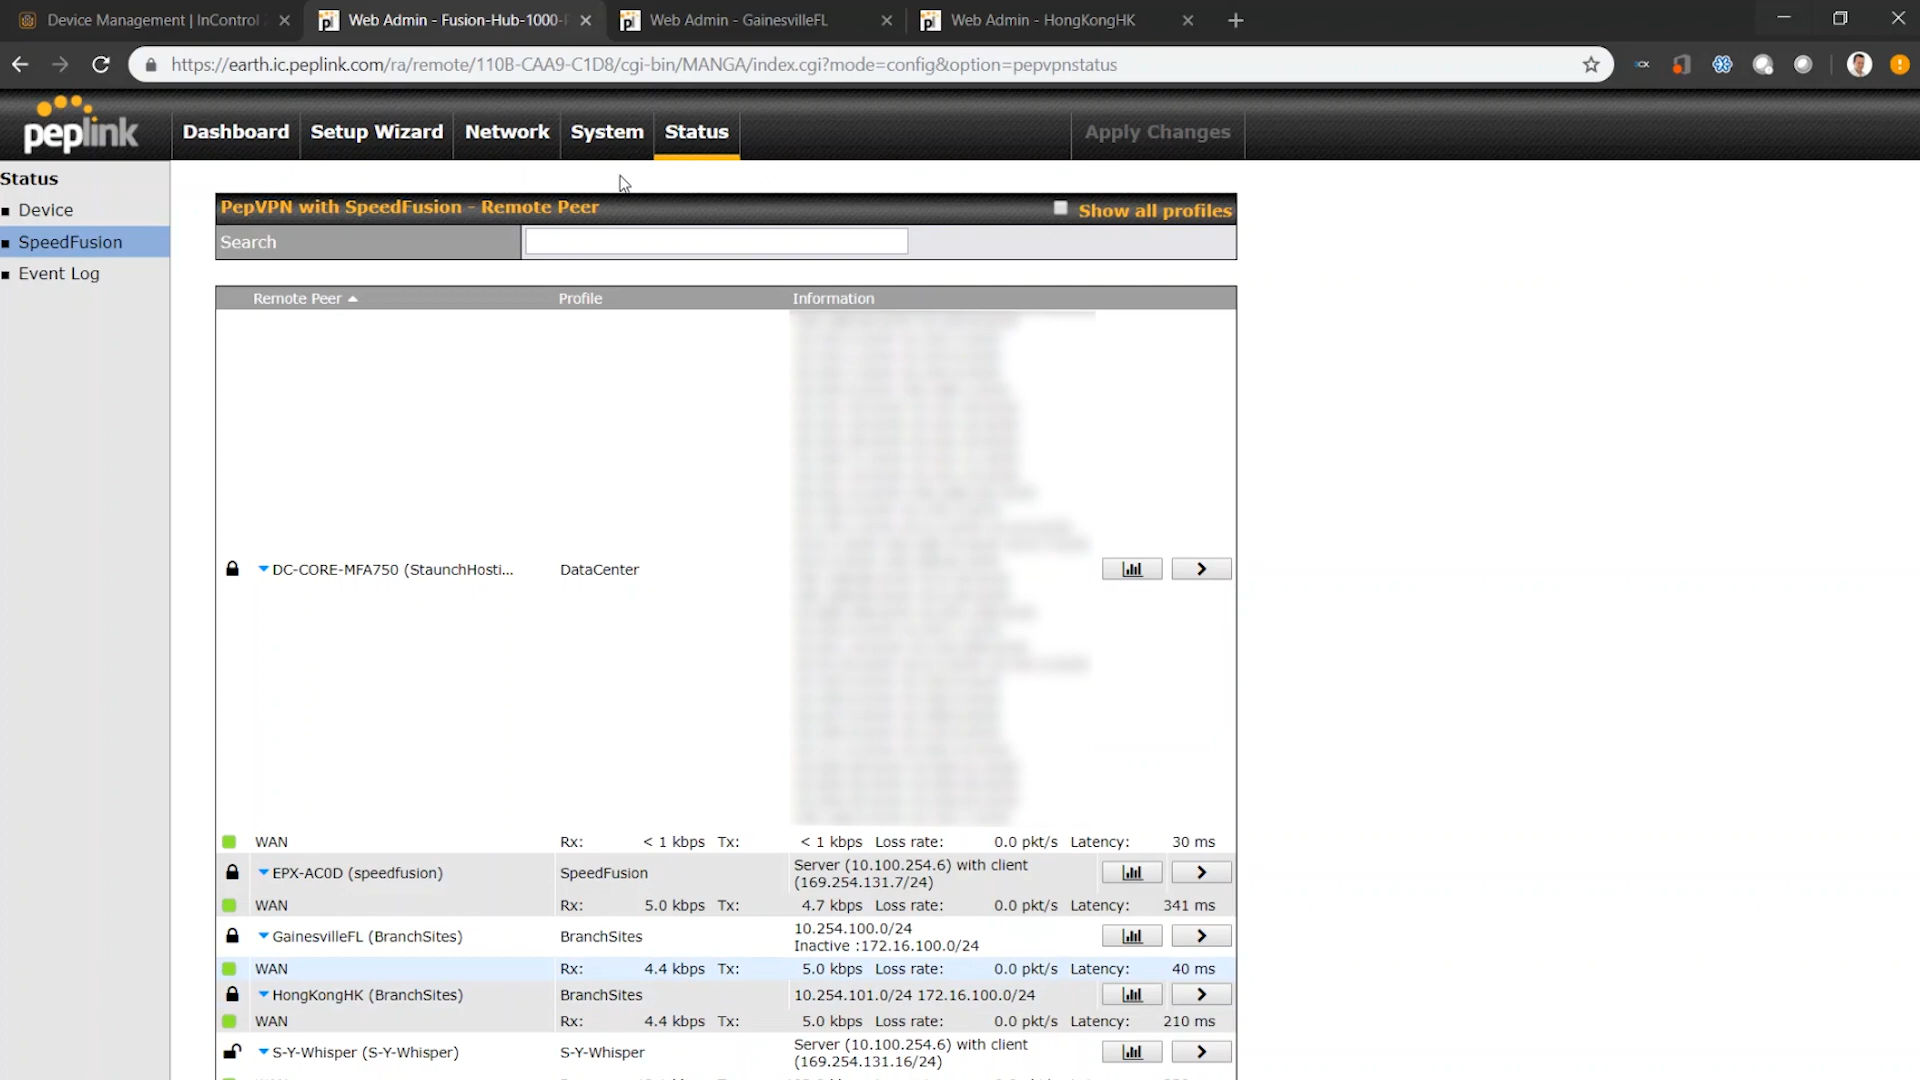 Device Management | InControl 2
Web Admin - Fusion-Hub-1000-
Web Admin - GainesvilleFL
Web Admin - HongKongHK
https://earth.ic.peplink.com/ra/remote/110B-CAA9-C1D8/cgi-bin/MANGA/index.cgi?mode=config&option=pepvpnstatus
peplink
Dashboard
Setup Wizard
Network
System
Status
Apply Changes
Status
Device
SpeedFusion
Event Log
PepVPN with SpeedFusion - Remote Peer
Show all profiles
Search
Remote Peer Profile Information
DC-CORE-MFA750 (StaunchHosti... DataCenter
WAN Rx: < 1 kbps Tx: < 1 kbps Loss rate: 0.0 pkt/s Latency: 30 ms
EPX-AC0D (speedfusion) SpeedFusion Server (10.100.254.6) with client
(169.254.131.7/24)
WAN Rx: 5.0 kbps Tx: 4.7 kbps Loss rate: 0.0 pkt/s Latency: 341 ms
GainesvilleFL (BranchSites) BranchSites 10.254.100.0/24
Inactive :172.16.100.0/24
WAN Rx: 4.4 kbps Tx: 5.0 kbps Loss rate: 0.0 pkt/s Latency: 40 ms
HongKongHK (BranchSites) BranchSites 10.254.101.0/24 172.16.100.0/24
WAN Rx: 4.4 kbps Tx: 5.0 kbps Loss rate: 0.0 pkt/s Latency: 210 ms
S-Y-Whisper (S-Y-Whisper) S-Y-Whisper Server (10.100.254.6) with client
(169.254.131.16/24)